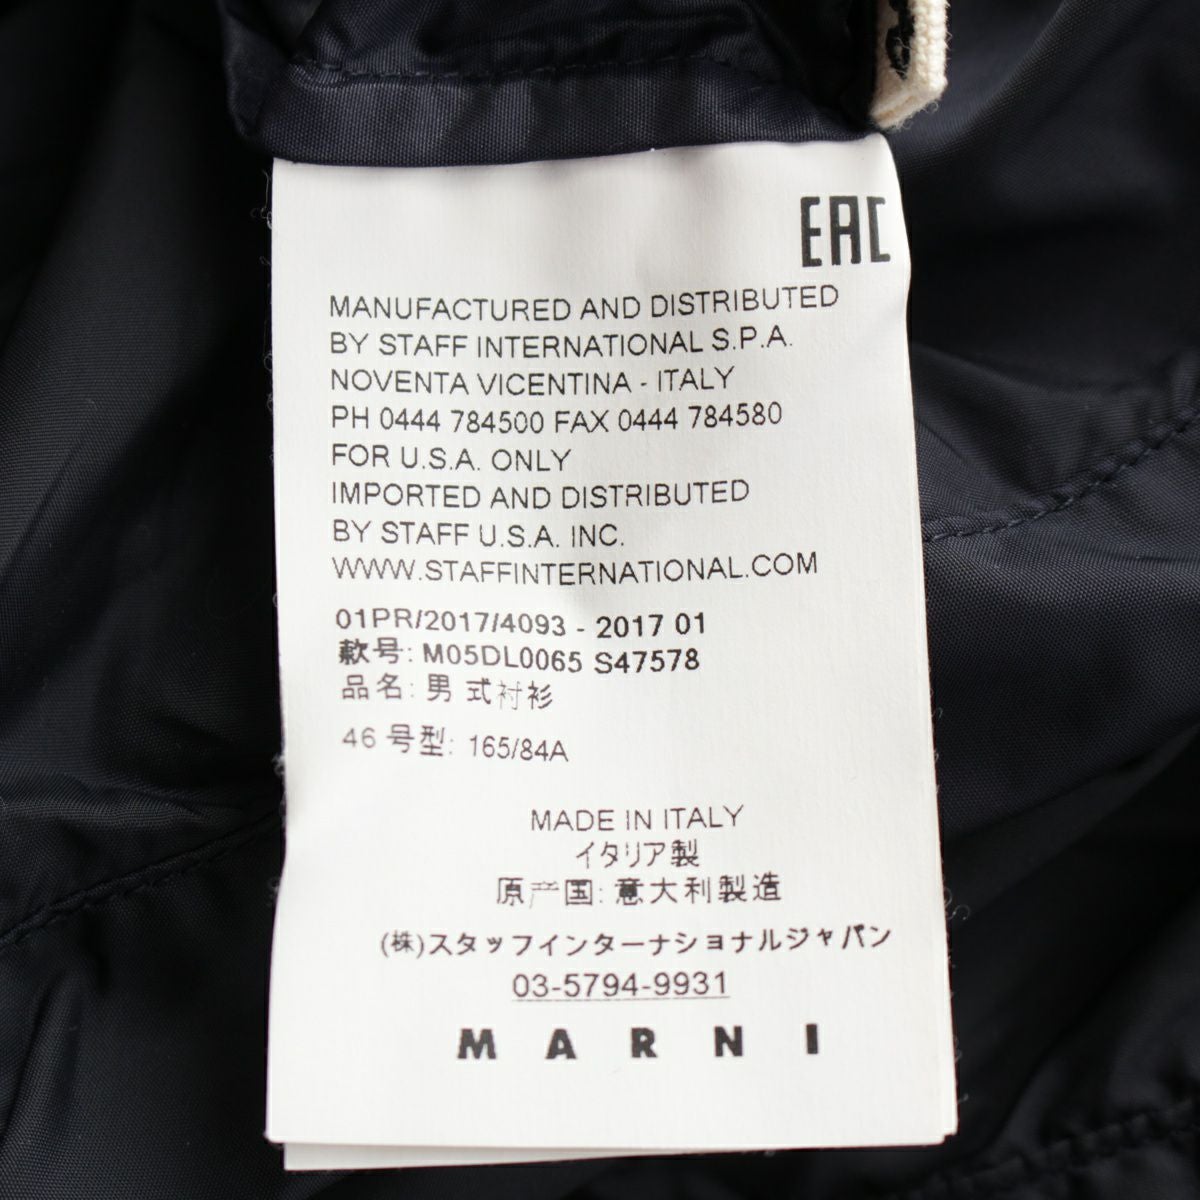 EAC
MANUFACTURED AND DISTRIBUTED
BY STAFF INTERNATIONAL S.P.A.
NOVENTA VICENTINA - ITALY
PH 0444 784500 FAX 0444 784580
FOR U.S.A. ONLY
IMPORTED AND DISTRIBUTED
BY STAFF U.S.A. INC.
WWW.STAFFINTERNATIONAL.COM
01PR/2017/4093 - 2017 01
款号: M05DL0065 S47578
品名: 男 式衬衫
46 号型: 165/84A
MADE IN ITALY
イタリア製
原产国: 意大利製造
(株)スタッフインターナショナルジャパン
03-5794-9931
MARNI